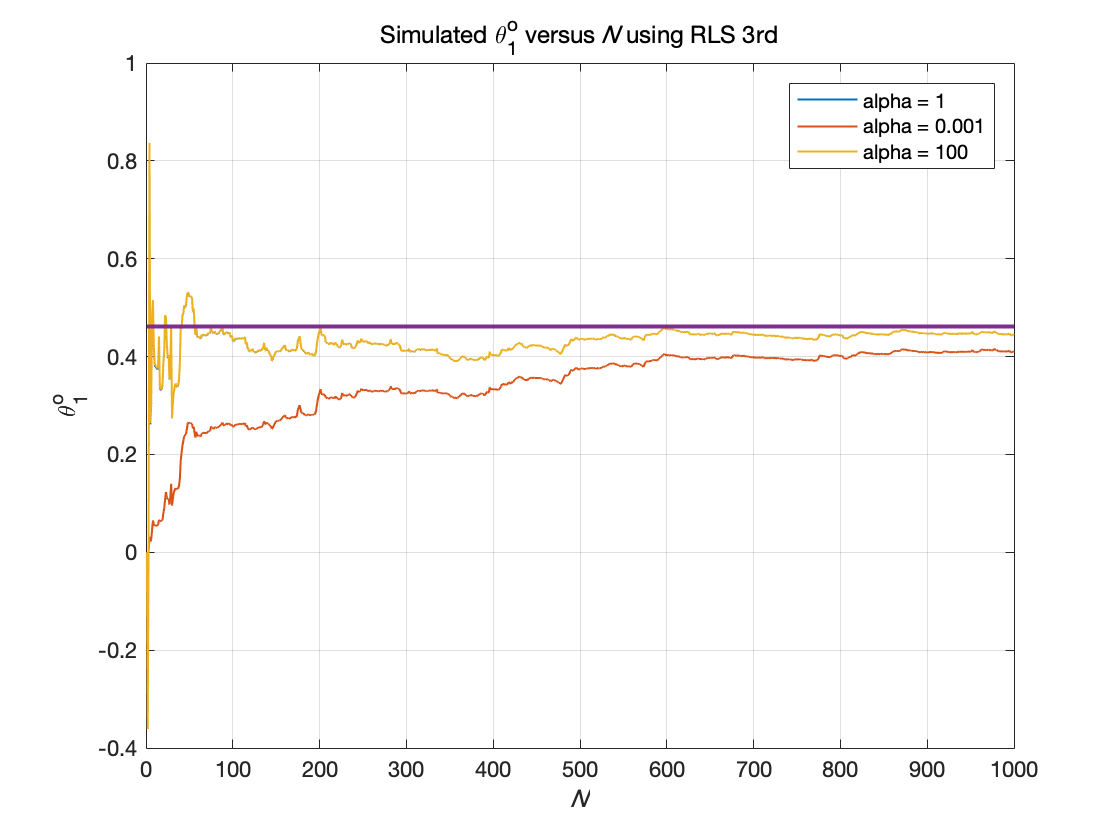 Simulated θ₁ᵒ versus N using RLS 3rd
alpha = 1
alpha = 0.001
alpha = 100
1
0.8
0.6
0.4
0.2
0
-0.2
-0.4
θ₁ᵒ
0 100 200 300 400 500 600 700 800 900 1000
N